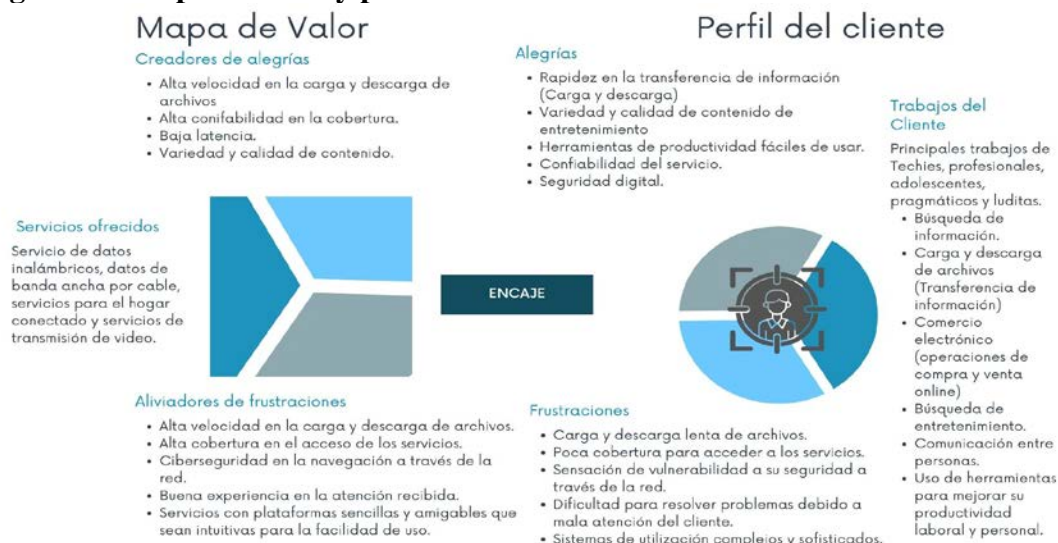 Mapa de Valor
Creadores de alegrías
• Alta velocidad en la carga y descarga de
archivos
• Alta confiabilidad en la cobertura.
• Baja latencia.
• Variedad y calidad de contenido.
Servicios ofrecidos
Servicio de datos
inalámbricos, datos de
banda ancha por cable,
servicios para el hogar
conectado y servicios de
transmisión de video.
Aliviadores de frustraciones
• Alta velocidad en la carga y descarga de archivos.
• Alta cobertura en el acceso de los servicios.
• Ciberseguridad en la navegación a través de la
red.
• Buena experiencia en la atención recibida.
• Servicios con plataformas sencillas y amigables que
sean intuitivas para la facilidad de uso.
ENCAJE
Perfil del cliente
Alegrías
• Rapidez en la transferencia de información
(Carga y descarga)
• Variedad y calidad de contenido de
entretenimiento
• Herramientas de productividad fáciles de usar.
• Confiabilidad del servicio.
• Seguridad digital.
Frustraciones
• Carga y descarga lenta de archivos.
• Poca cobertura para acceder a los servicios.
• Sensación de vulnerabilidad a su seguridad a
través de la red.
• Dificultad para resolver problemas debido a
mala atención del cliente.
• Sistemas de utilización complejos y sofisticados.
Trabajos del
Cliente
Principales trabajos de
Techies, profesionales,
adolescentes,
pragmáticos y luditas.
• Búsqueda de
información.
• Carga y descarga
de archivos
(Transferencia de
información)
• Comercio
electrónico
(operaciones de
compra y venta
online)
• Búsqueda de
entretenimiento.
• Comunicación entre
personas.
• Uso de herramientas
para mejorar su
productividad
laboral y personal.